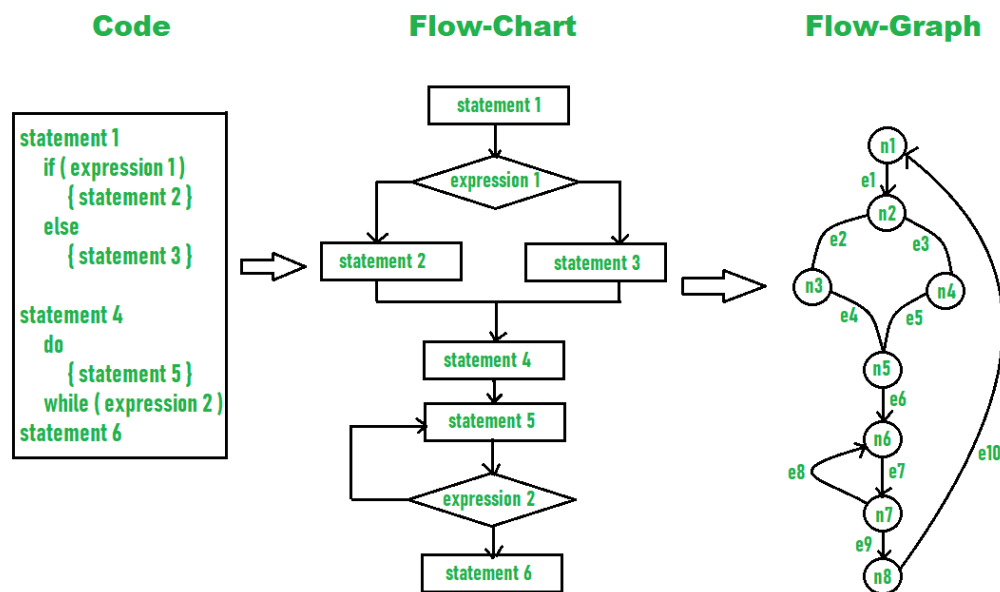 Code
statement 1
if ( expression 1 )
{ statement 2 }
else
{ statement 3 }
statement 4
do
{ statement 5 }
while ( expression 2 )
statement 6
Flow-Chart
statement 1
expression 1
statement 2
statement 3
statement 4
statement 5
expression 2
statement 6
Flow-Graph
n1
e1
n2
e2
e3
n3
n4
e4
e5
n5
e6
n6
e8
e7
e10
n7
e9
n8